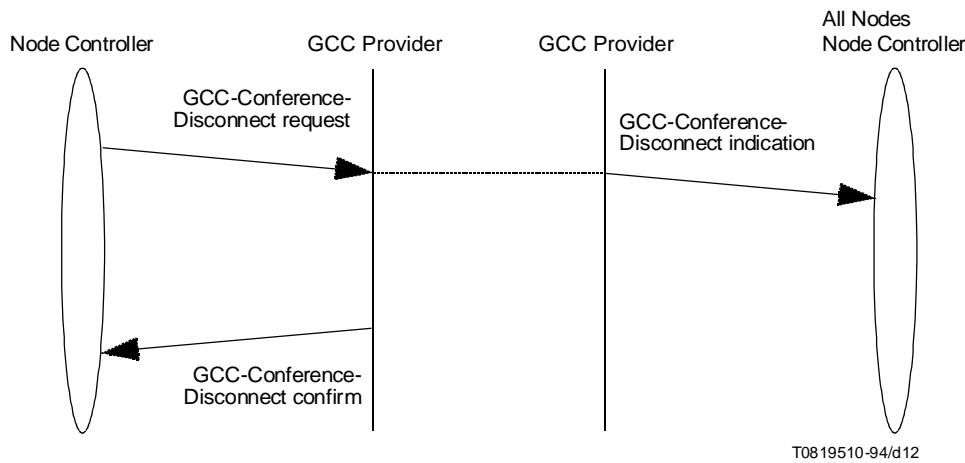 Node Controller
GCC Provider
GCC Provider
All Nodes
Node Controller
GCC-Conference-
Disconnect request
GCC-Conference-
Disconnect indication
GCC-Conference-
Disconnect confirm
T0819510-94/d12